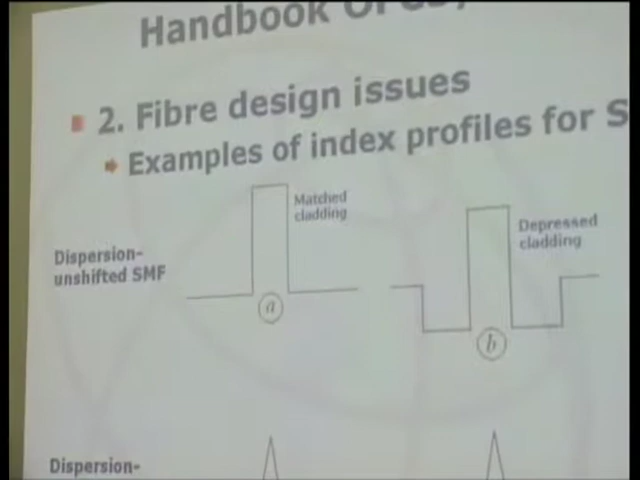 Handbook
2. Fibre design issues
Examples of index profiles for S
Matched
cladding
Depressed
cladding
Dispersion-
unshifted SMF
a
b
Dispersion-